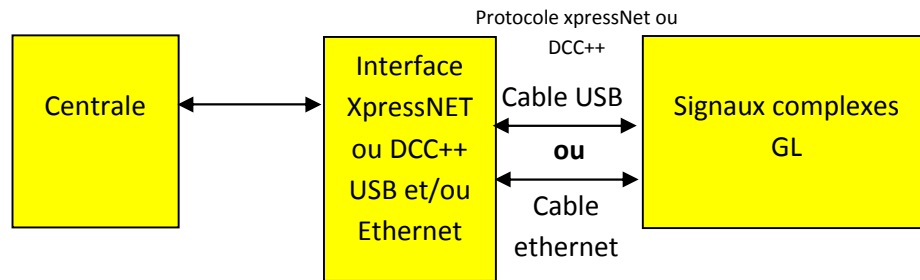 Protocole xpressNet ou
DCC++
Centrale
Interface
XpressNET
ou DCC++
USB et/ou
Ethernet
Cable USB
ou
Cable
ethernet
Signaux complexes
GL